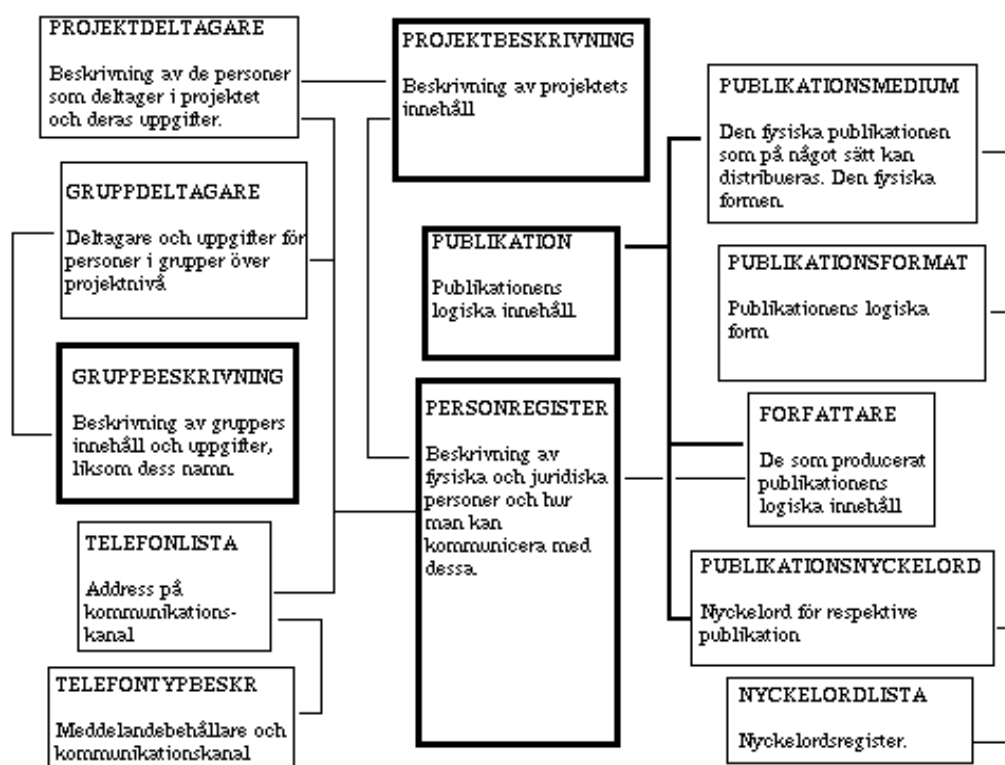 PROJEKTDELTAGARE
Beskrivning av de personer
som deltager i projektet
och deras uppgifter.
GRUPPDELTAGARE
Deltagare och uppgifter för
personer i grupper över
projektnivå
GRUPPBESKRIVNING
Beskrivning av gruppers
innehåll och uppgifter,
liksom dess namn.
TELEFONLISTA
Address på
kommunikations-
kanal
TELEFONTYPBESKR
Meddelandebehållare och
kommunikationskanal
PROJEKTBESKRIVNING
Beskrivning av projektets
innehåll
PUBLIKATION
Publikationens
logiska innehåll
PERSONREGISTER
Beskrivning av
fysiska och juridiska
personer och hur
man kan
kommunicera med
dessa.
PUBLIKATIONSMEDIUM
Den fysiska publikationen
som på något sätt kan
distribueras. Den fysiska
formen.
PUBLIKATIONSFORMAT
Publikationens logiska
form
FORFATTARE
De som producerat
publikationens
logiska innehåll
PUBLIKATIONSNYCKELORD
Nyckelord för respektive
publikation
NYCKELORDLISTA
Nyckelordsregister.